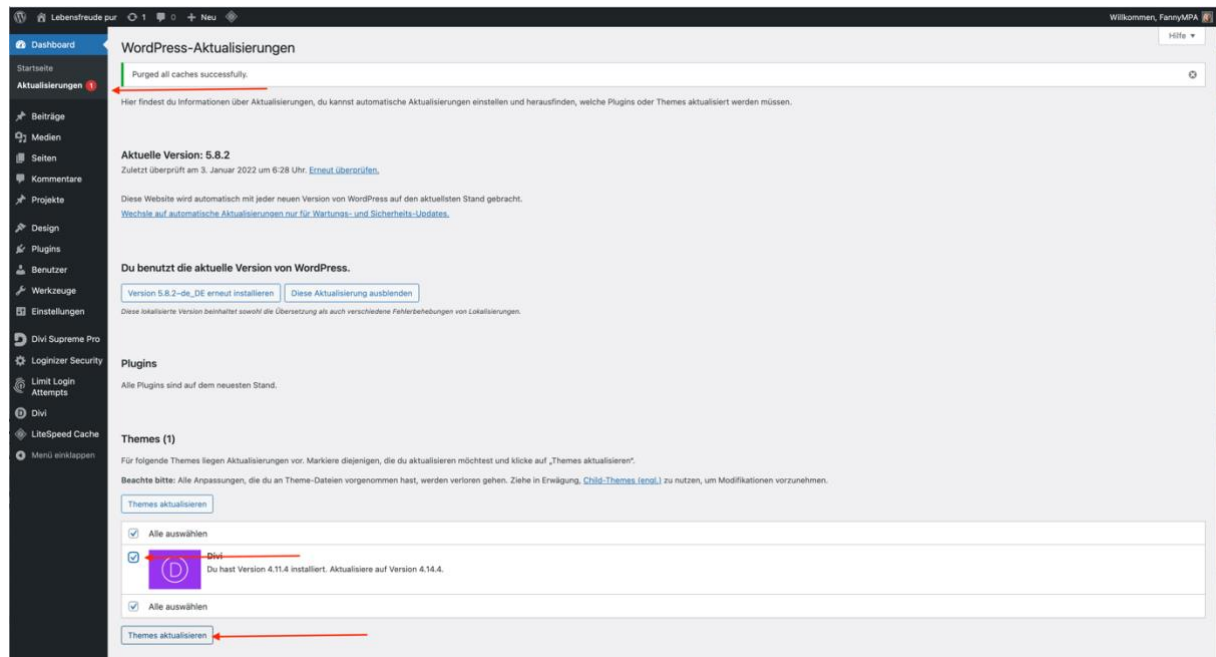 Lebensfreude pur 1 0 + Neu
Willkommen, FannyMPA
Hilfe
Dashboard
Startseite
Aktualisierungen 1
Beiträge
Medien
Seiten
Kommentare
Projekte
Design
Plugins
Benutzer
Werkzeuge
Einstellungen
Divi Supreme Pro
Loginizer Security
Limit Login
Attempts
Divi
LiteSpeed Cache
Menü einklappen
WordPress-Aktualisierungen
Purged all caches successfully.
Hier findest du Informationen über Aktualisierungen, du kannst automatische Aktualisierungen einstellen und herausfinden, welche Plugins oder Themes aktualisiert werden müssen.
Aktuelle Version: 5.8.2
Zuletzt überprüft am 3. Januar 2022 um 6:28 Uhr. Erneut überprüfen.
Diese Website wird automatisch mit jeder neuen Version von WordPress auf den aktuellsten Stand gebracht.
Wechsle auf automatische Aktualisierungen nur für Wartungs- und Sicherheits-Updates.
Du benutzt die aktuelle Version von WordPress.
Version 5.8.2–de_DE erneut installieren Diese Aktualisierung ausblenden
Diese lokalisierte Version beinhaltet sowohl die Übersetzung als auch verschiedene Fehlerbehebungen von Lokalisierungen.
Plugins
Alle Plugins sind auf dem neuesten Stand.
Themes (1)
Für folgende Themes liegen Aktualisierungen vor. Markiere diejenigen, die du aktualisieren möchtest und klicke auf „Themes aktualisieren“.
Beachte bitte: Alle Anpassungen, die du an Theme-Dateien vorgenommen hast, werden verloren gehen. Ziehe in Erwägung, Child-Themes (engl.) zu nutzen, um Modifikationen vorzunehmen.
Themes aktualisieren
Alle auswählen
Divi
D
Du hast Version 4.11.4 installiert. Aktualisiere auf Version 4.14.4.
Alle auswählen
Themes aktualisieren